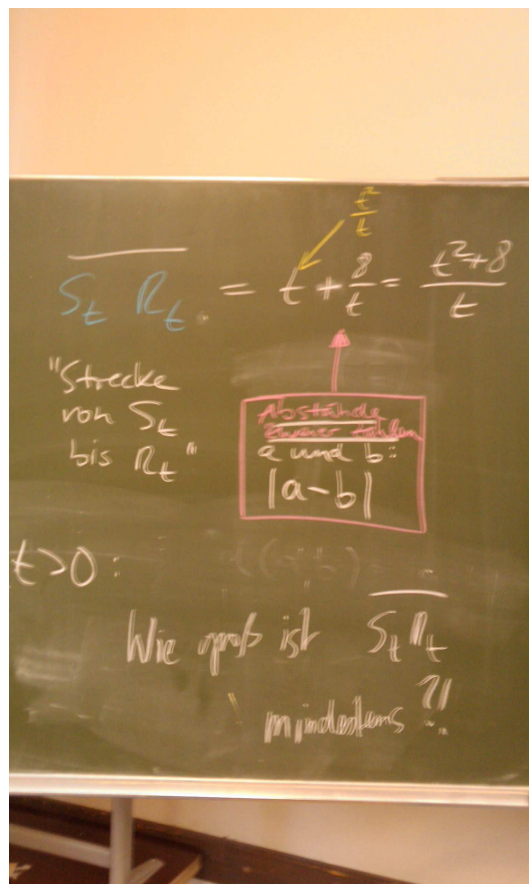 t²/t
S_t R_t = t + 8/t = (t²+8)/t
"Strecke
von S_t
bis R_t"
Abstände
zweier Zahlen
a und b:
|a-b|
t>0:
Wie groß ist S_t R_t
mindestens ?!